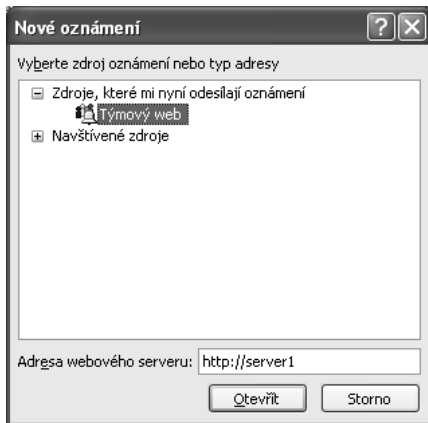 Nové oznámení
Vyberte zdroj oznámení nebo typ adresy
Zdroje, které mi nyní odesílají oznámení
Týmový web
Navštívené zdroje
Adresa webového serveru: http://server1
Otevřít Storno